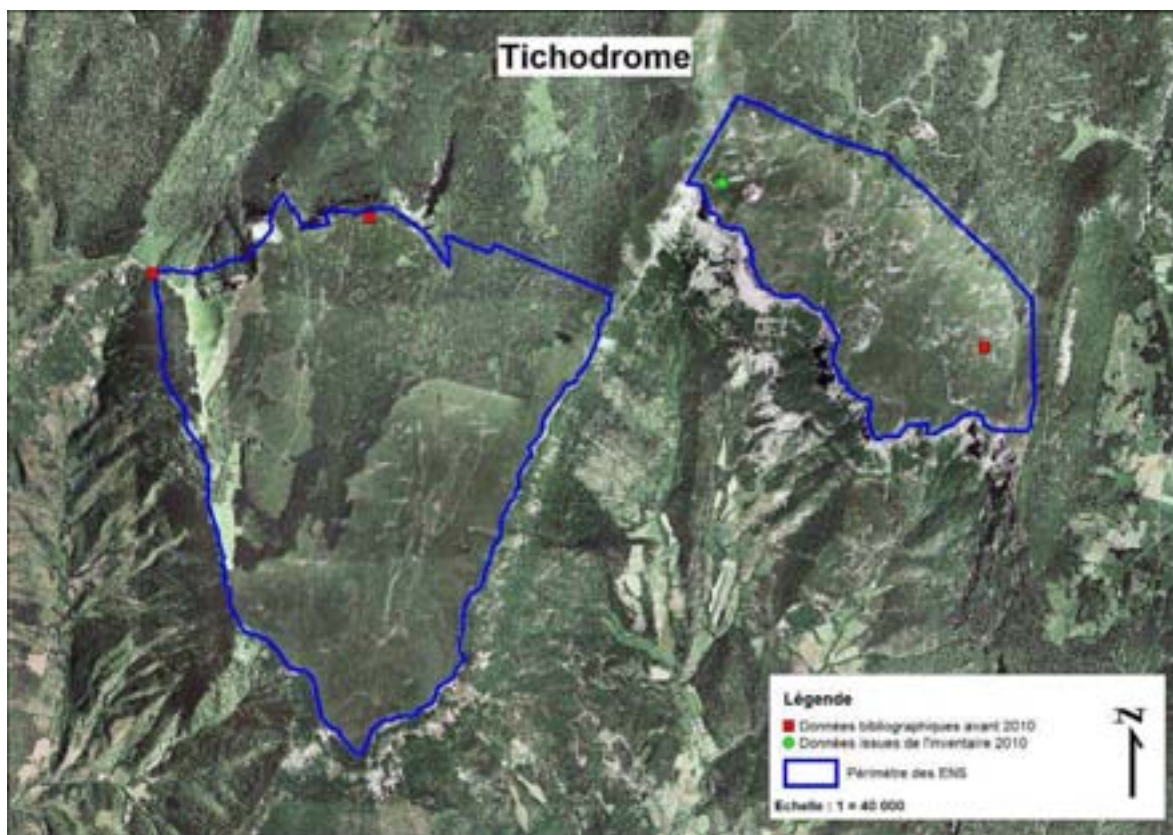 Tichodrome
Légende
Données bibliographiques avant 2010
Données issues de l'inventaire 2010
Périmètre des ENS
Echelle : 1 = 40 000
N